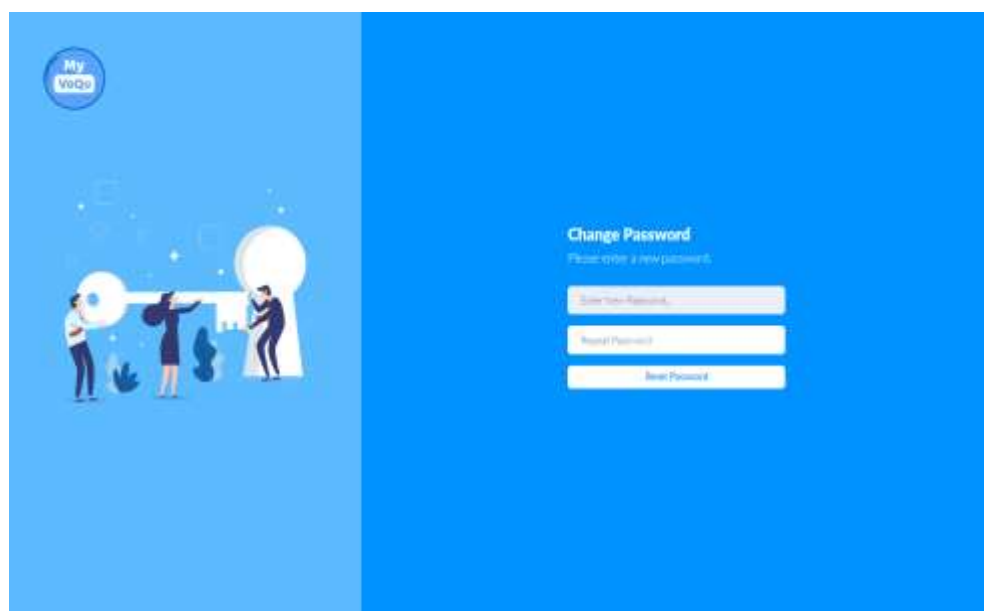 My
VoQo
Change Password
Please enter a new password.
Enter New Password...
Repeat Password
Reset Password